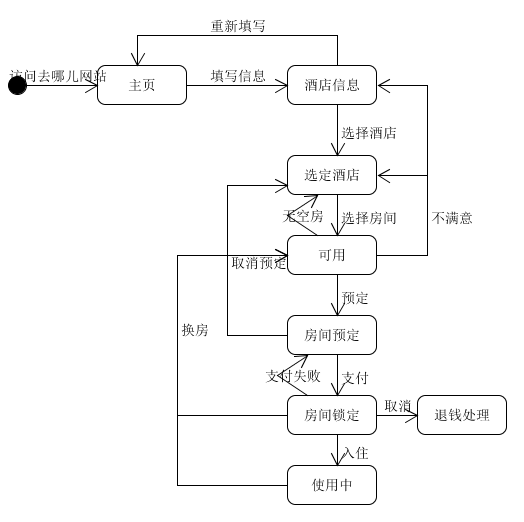 重新填写
访问去哪儿网站
主页
填写信息
酒店信息
选择酒店
选定酒店
无空房
选择房间
不满意
可用
取消预定
预定
换房
房间预定
支付失败
支付
取消
房间锁定
退钱处理
入住
使用中